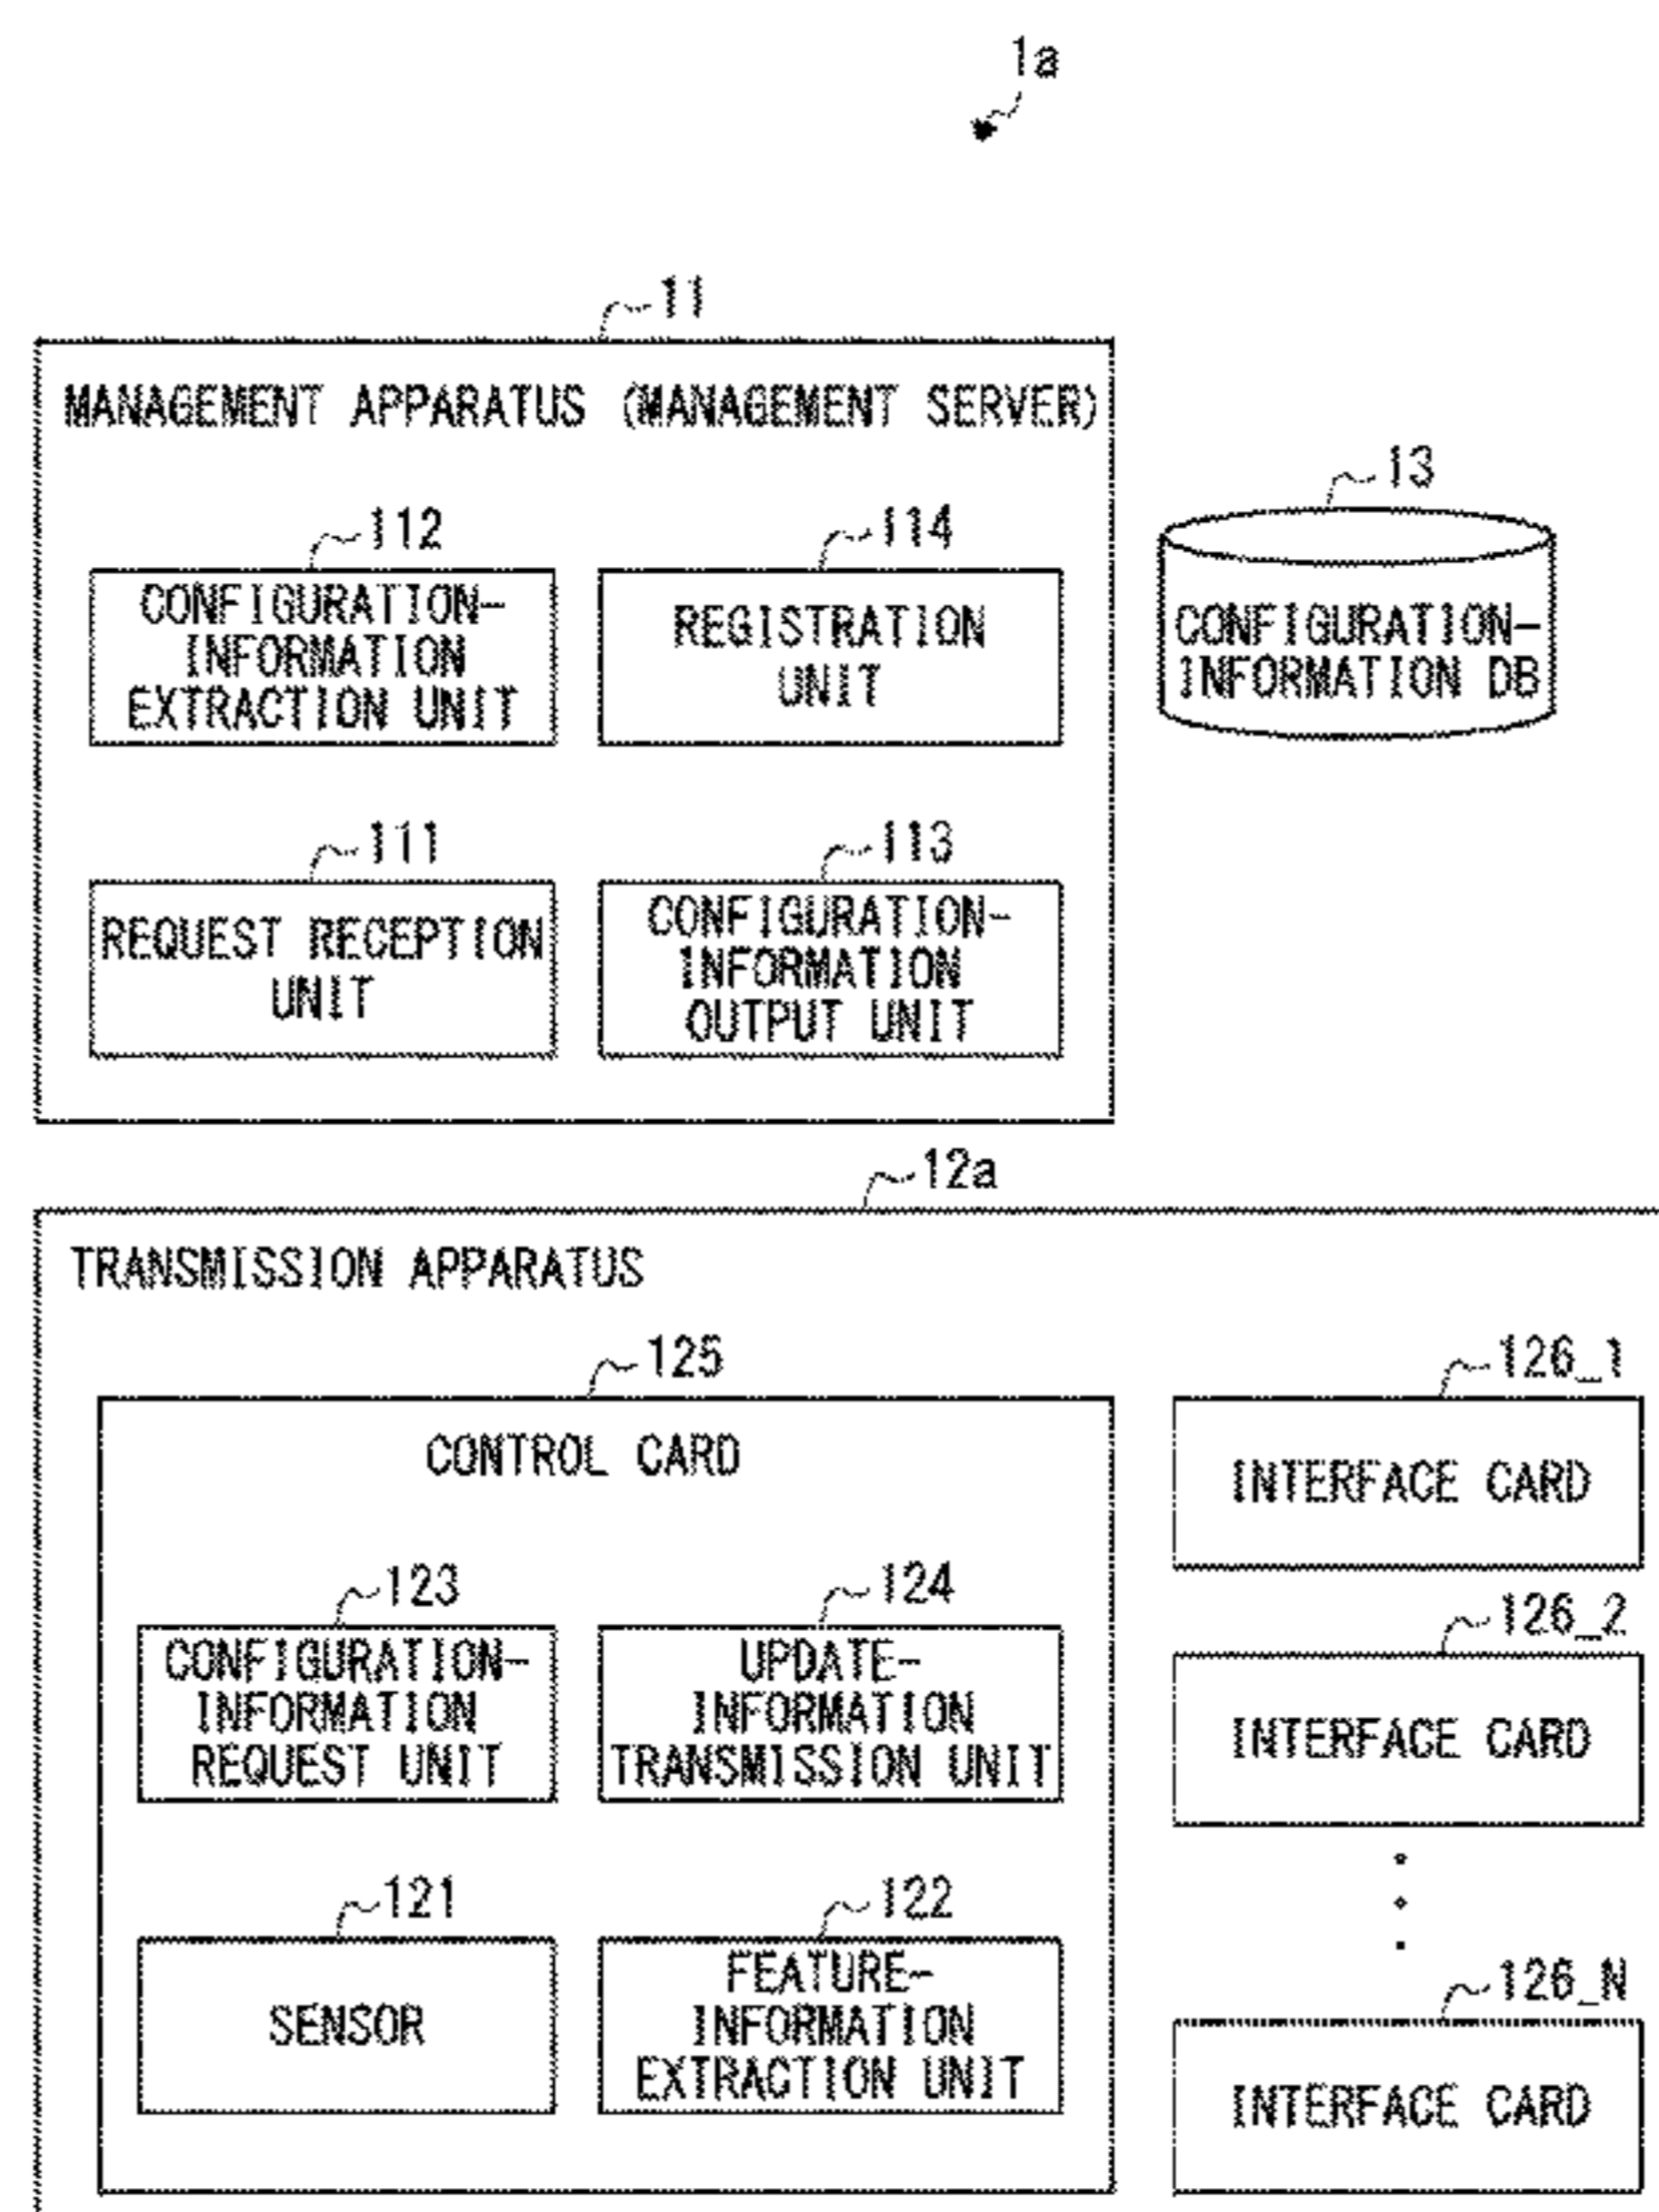 1a
11
MANAGEMENT APPARATUS (MANAGEMENT SERVER)
112
CONFIGURATION-
INFORMATION
EXTRACTION UNIT
114
REGISTRATION
UNIT
13
CONFIGURATION-
INFORMATION DB
111
REQUEST RECEPTION
UNIT
113
CONFIGURATION-
INFORMATION
OUTPUT UNIT
12a
TRANSMISSION APPARATUS
125
CONTROL CARD
123
CONFIGURATION-
INFORMATION
REQUEST UNIT
124
UPDATE-
INFORMATION
TRANSMISSION UNIT
121
SENSOR
122
FEATURE-
INFORMATION
EXTRACTION UNIT
126_1
INTERFACE CARD
126_2
INTERFACE CARD
126_N
INTERFACE CARD